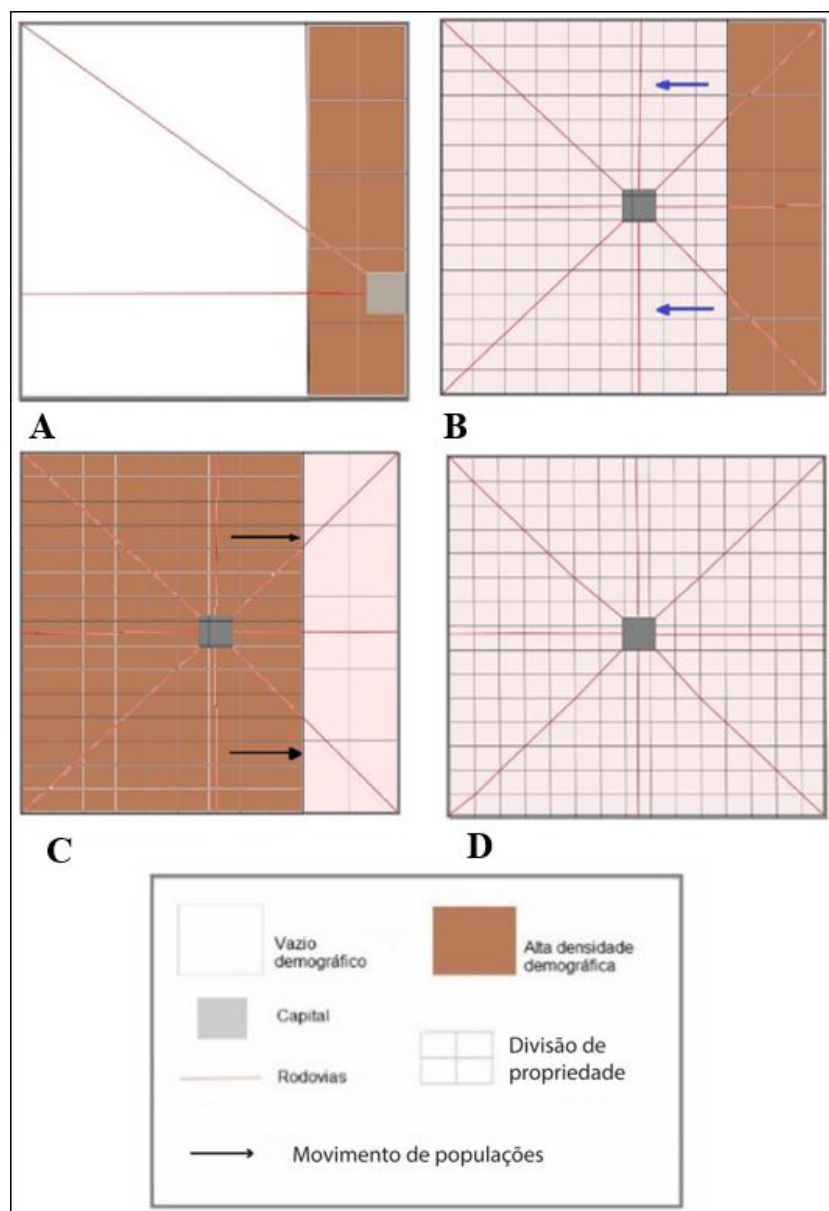 A
B
C
D
Vazio
demográfico
Alta densidade
demográfica
Capital
Divisão de
propriedade
Rodovias
Movimento de populações